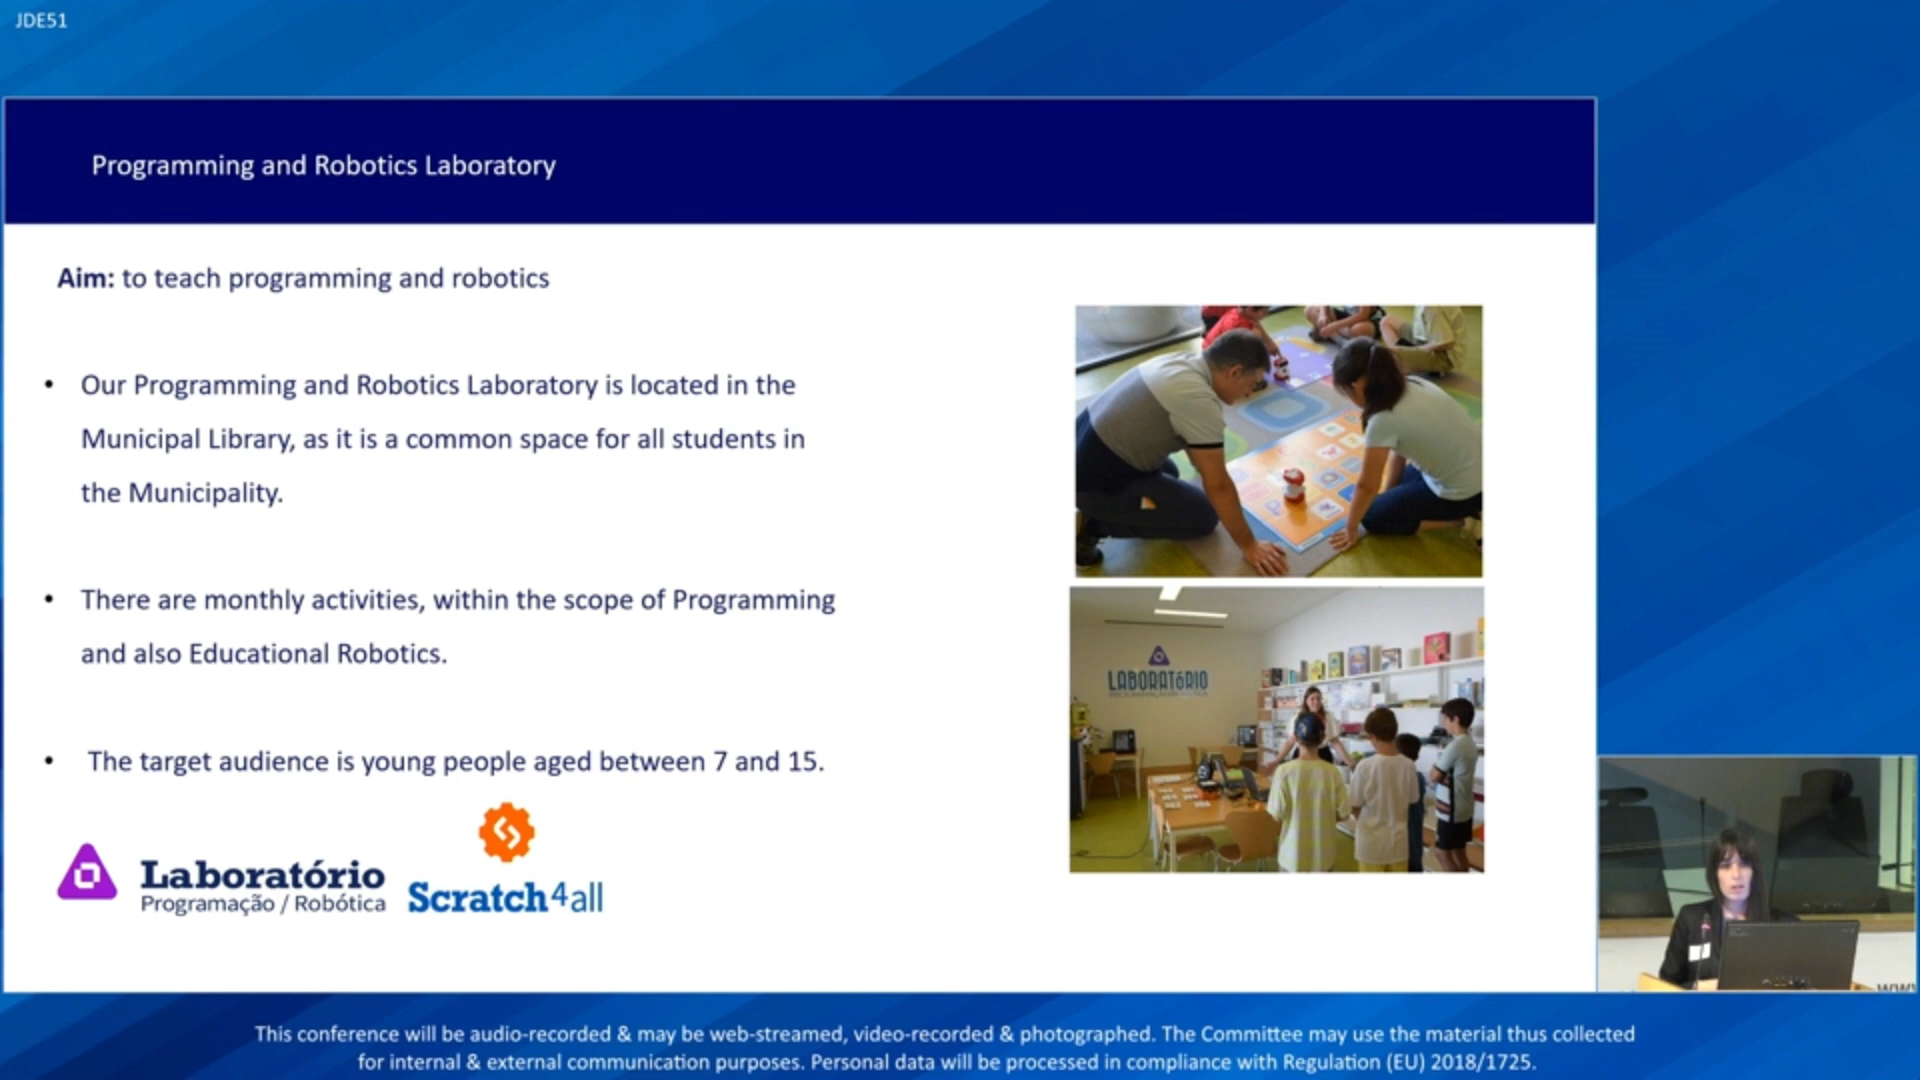 JDE51
Programming and Robotics Laboratory
Aim: to teach programming and robotics
• Our Programming and Robotics Laboratory is located in the
Municipal Library, as it is a common space for all students in
the Municipality.
• There are monthly activities, within the scope of Programming
and also Educational Robotics.
• The target audience is young people aged between 7 and 15.
Laboratório
Programação / Robótica
Scratch4all
LABORATóRIO
This conference will be audio-recorded & may be web-streamed, video-recorded & photographed. The Committee may use the material thus collected
for internal & external communication purposes. Personal data will be processed in compliance with Regulation (EU) 2018/1725.